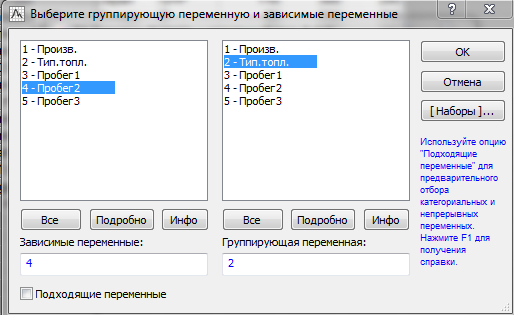 Выберите группирующую переменную и зависимые переменные
1 - Произв.
2 - Тип.топл.
3 - Пробег1
4 - Пробег2
5 - Пробег3
1 - Произв.
2 - Тип.топл.
3 - Пробег1
4 - Пробег2
5 - Пробег3
OK
Отмена
[ Наборы ]...
Используйте опцию
"Подходящие
переменные" для
предварительного
отбора
категориальных и
непрерывных
переменных.
Нажмите F1 для
получения
справки.
Все
Подробно
Инфо
Все
Подробно
Инфо
Зависимые переменные:
4
Группирующая переменная:
2
Подходящие переменные